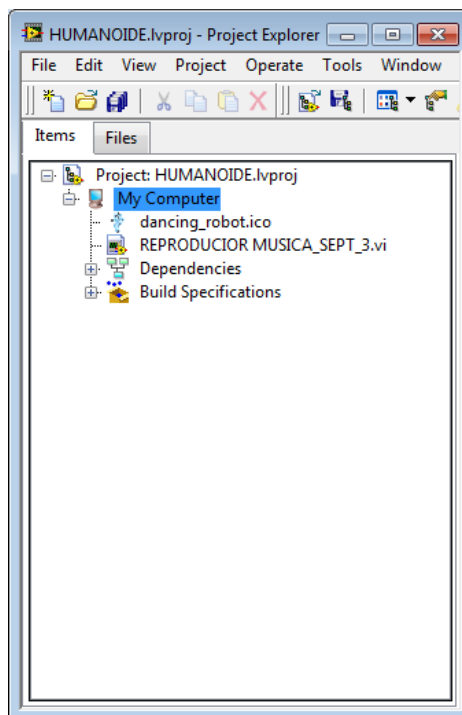 HUMANOIDE.lvproj - Project Explorer
File Edit View Project Operate Tools Window
Items Files
Project: HUMANOIDE.lvproj
My Computer
dancing_robot.ico
REPRODUCIOR MUSICA_SEPT_3.vi
Dependencies
Build Specifications